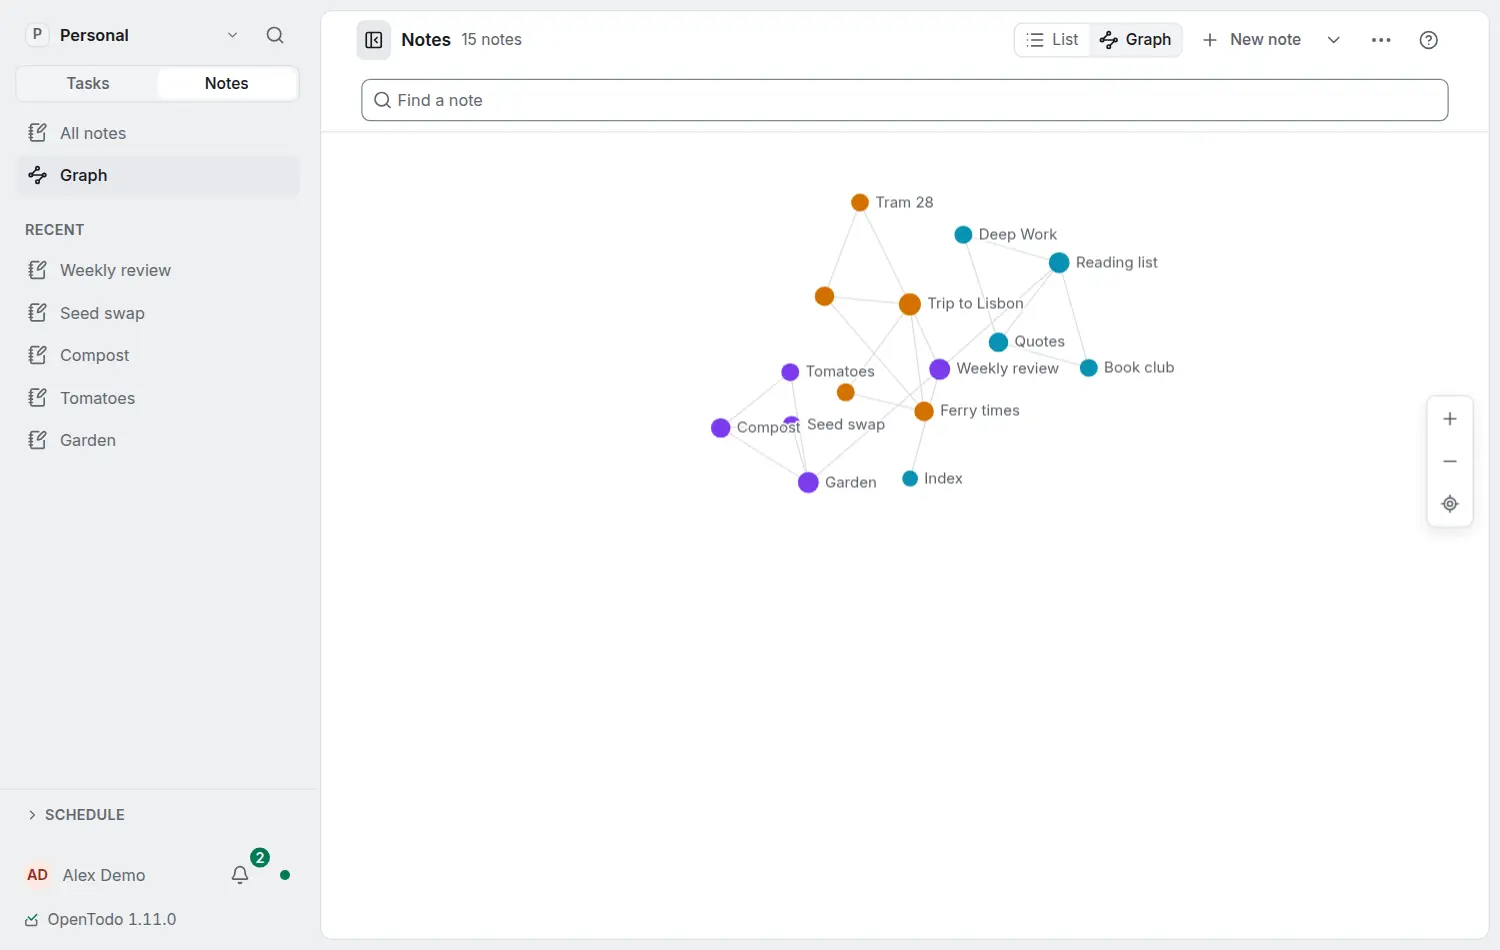 P Personal
Tasks Notes
All notes
Graph
RECENT
Weekly review
Seed swap
Compost
Tomatoes
Garden
SCHEDULE
AD Alex Demo 2
OpenTodo 1.11.0
Notes 15 notes List Graph New note
Find a note
Tram 28
Deep Work
Reading list
Trip to Lisbon
Quotes
Book club
Weekly review
Tomatoes
Ferry times
Seed swap
Compost
Index
Garden